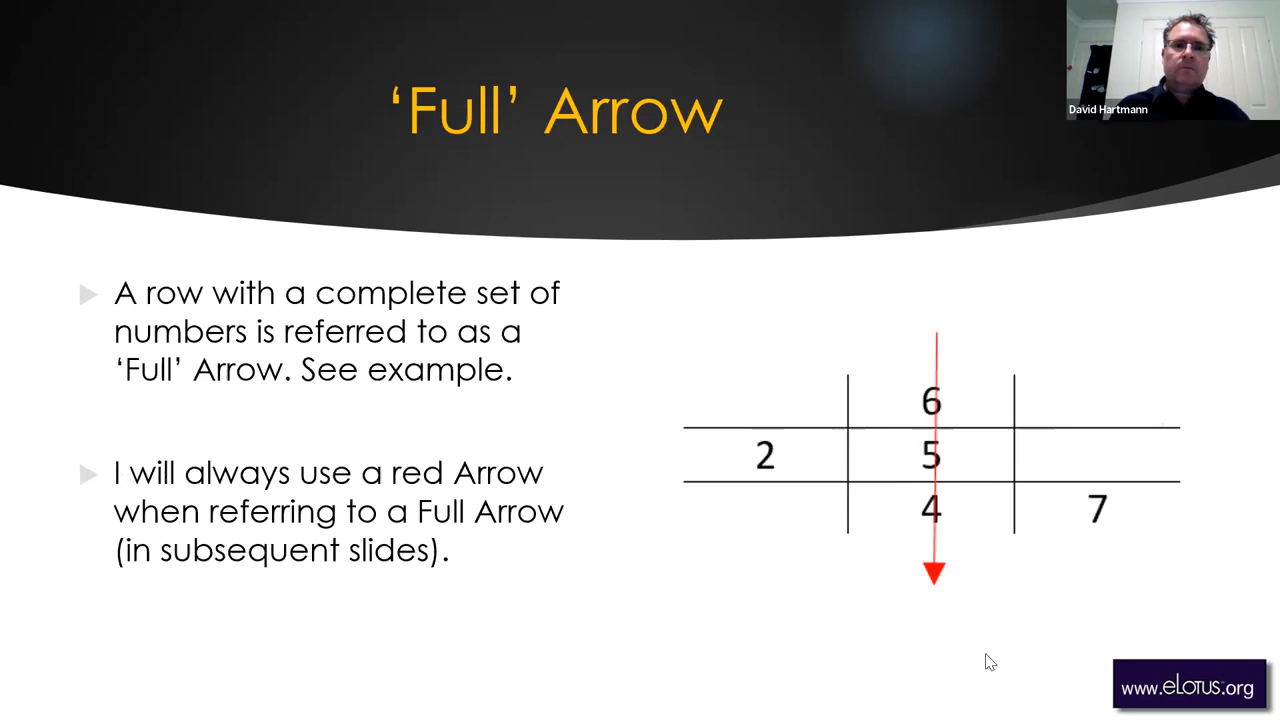 ‘Full’ Arrow
David Hartmann
A row with a complete set of
numbers is referred to as a
‘Full’ Arrow. See example.
I will always use a red Arrow
when referring to a Full Arrow
(in subsequent slides).
6
2 5
4 7
www.eLotus.org